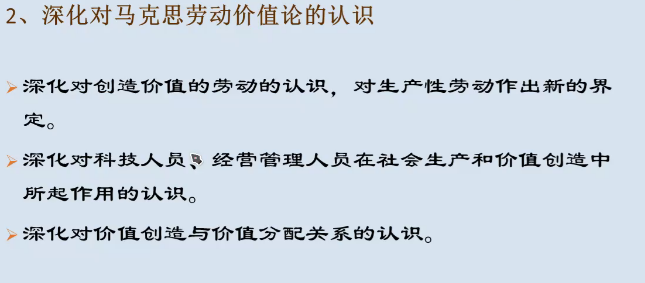 2、深化对马克思劳动价值论的认识
深化对创造价值的劳动的认识，对生产性劳动作出新的界
定。
深化对科技人员、经营管理人员在社会生产和价值创造中
所起作用的认识。
深化对价值创造与价值分配关系的认识。